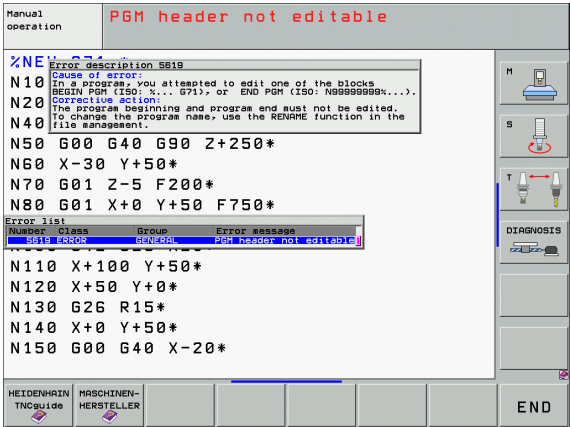 Manual
operation
PGM header not editable
%NEU G71 *
Error description 5619
Cause of error:
In a program, you attempted to edit one of the blocks
BEGIN PGM (ISO: %... G71), or  END PGM (ISO: N99999999%...).
Corrective action:
The program beginning and program end must not be edited.
To change the program name, use the RENAME function in the
file management.
N10
N20
N40
N50 G00 G40 G90 Z+250*
N60 X-30 Y+50*
N70 G01 Z-5 F200*
N80 G01 X+0 Y+50 F750*
Error list
Number Class Group Error message
5619 ERROR GENERAL PGM header not editable
N110 X+100 Y+50*
N120 X+50 Y+0*
N130 G26 R15*
N140 X+0 Y+50*
N150 G00 G40 X-20*
M
S
T
DIAGNOSIS
HEIDENHAIN
TNCguide
MASCHINEN-
HERSTELLER
END